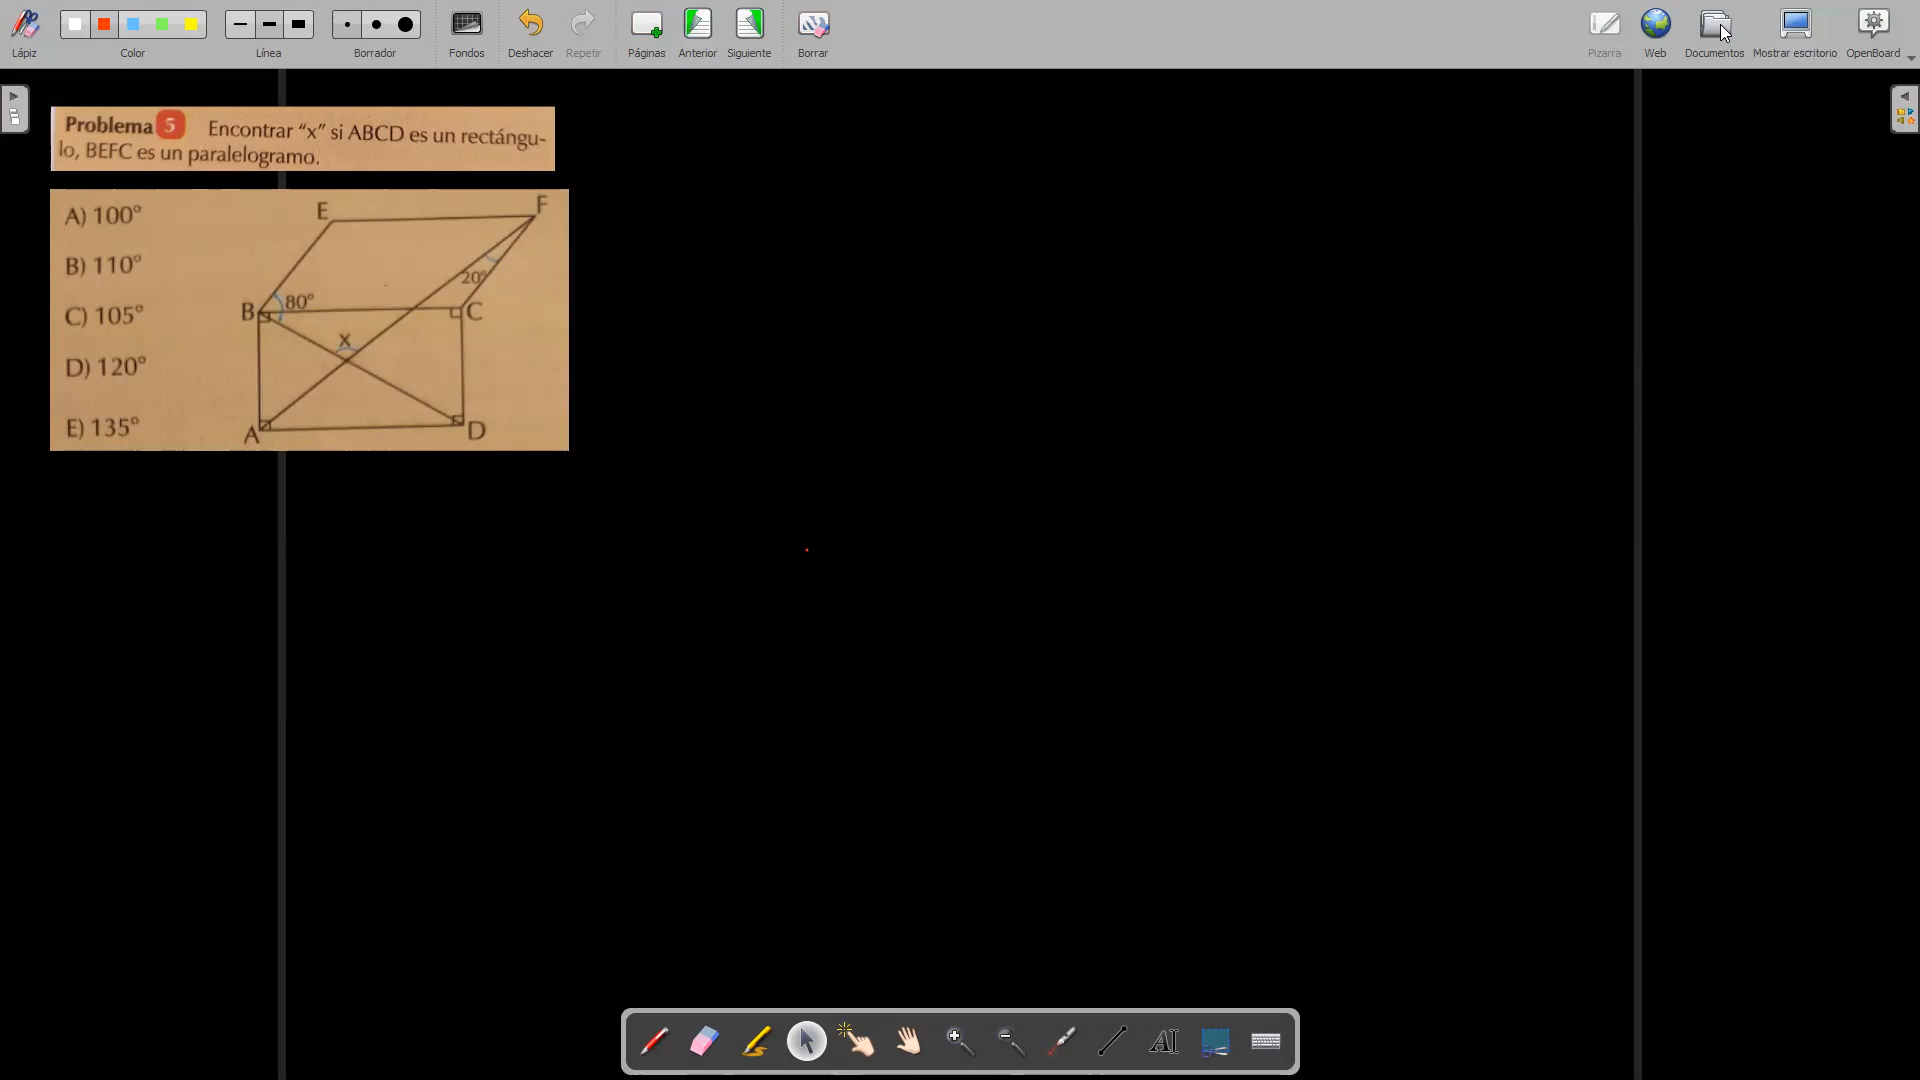 Lápiz
Color
Línea
Borrador
Fondos
Deshacer
Repetir
Páginas
Anterior
Siguiente
Borrar
Pizarra
Web
Documentos
Mostrar escritorio
OpenBoard
Problema 5 Encontrar "x" si ABCD es un rectángu-
lo, BEFC es un paralelogramo.
A) 100°
B) 110°
C) 105°
D) 120°
E) 135°
E
F
20°
80°
B
C
x
A
D
AI